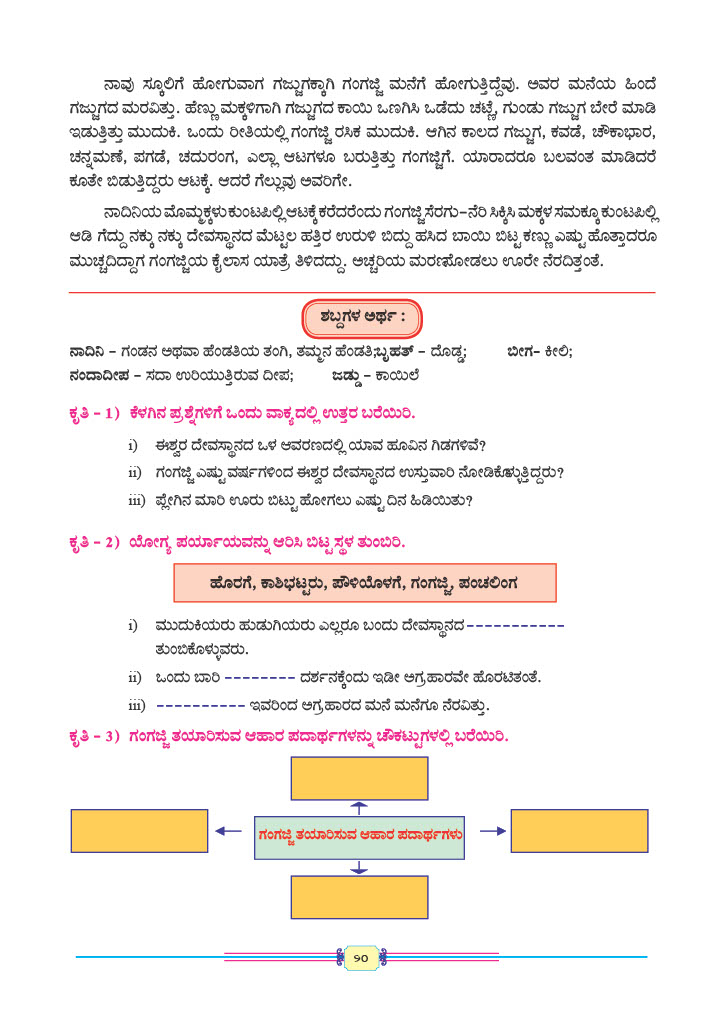 ನಾವು ಸ್ಕೂಲಿಗೆ ಹೋಗುವಾಗ ಗಜ್ಜುಗಕ್ಕಾಗಿ ಗಂಗಜ್ಜಿ ಮನೆಗೆ ಹೋಗುತ್ತಿದ್ದೆವು. ಅವರ ಮನೆಯ ಹಿಂದೆ
ಗಜ್ಜುಗದ ಮರವಿತ್ತು. ಹೆಣ್ಣು ಮಕ್ಕಳಿಗಾಗಿ ಗಜ್ಜುಗದ ಕಾಯಿ ಒಣಗಿಸಿ ಒಡೆದು ಚಟ್ಣೆ, ಗುಂಡು ಗಜ್ಜುಗ ಬೇರೆ ಮಾಡಿ
ಇಡುತ್ತಿತ್ತು ಮುದುಕಿ. ಒಂದು ರೀತಿಯಲ್ಲಿ ಗಂಗಜ್ಜಿ ರಸಿಕ ಮುದುಕಿ. ಆಗಿನ ಕಾಲದ ಗಜ್ಜುಗ, ಕವಡೆ, ಚೌಕಾಭಾರ,
ಚನ್ನಮಣೆ, ಪಗಡೆ, ಚದುರಂಗ, ಎಲ್ಲಾ ಆಟಗಳೂ ಬರುತ್ತಿತ್ತು ಗಂಗಜ್ಜಿಗೆ. ಯಾರಾದರೂ ಬಲವಂತ ಮಾಡಿದರೆ
ಕೂತೇ ಬಿಡುತ್ತಿದ್ದರು ಆಟಕ್ಕೆ. ಆದರೆ ಗೆಲ್ಲುವು ಅವರಿಗೇ.
ನಾದಿನಿಯ ಮೊಮ್ಮಕ್ಕಳು ಕುಂಟಪಿಲ್ಲಿ ಆಟಕ್ಕೆ ಕರೆದರೆಂದು ಗಂಗಜ್ಜಿ ಸೆರಗು–ನೆರಿ ಸಿಕ್ಕಿಸಿ ಮಕ್ಕಳ ಸಮಕ್ಕೂ ಕುಂಟಪಿಲ್ಲಿ
ಆಡಿ ಗೆದ್ದು ನಕ್ಕು ನಕ್ಕು ದೇವಸ್ಥಾನದ ಮೆಟ್ಟಲ ಹತ್ತಿರ ಉರುಳಿ ಬಿದ್ದು ಹಸಿದ ಬಾಯಿ ಬಿಟ್ಟ ಕಣ್ಣು ಎಷ್ಟು ಹೊತ್ತಾದರೂ
ಮುಚ್ಚದಿದ್ದಾಗ ಗಂಗಜ್ಜಿಯ ಕೈಲಾಸ ಯಾತ್ರೆ ತಿಳಿದದ್ದು. ಅಚ್ಚರಿಯ ಮರಣ ನೋಡಲು ಊರೇ ನೆರದಿತ್ತಂತೆ.
ಶಬ್ದಗಳ ಅರ್ಥ :
ನಾದಿನಿ – ಗಂಡನ ಅಥವಾ ಹೆಂಡತಿಯ ತಂಗಿ, ತಮ್ಮನ ಹೆಂಡತಿ; ಬೃಹತ್ – ದೊಡ್ಡ; ಬೀಗ– ಕೀಲಿ;
ನಂದಾದೀಪ – ಸದಾ ಉರಿಯುತ್ತಿರುವ ದೀಪ; ಜಡ್ಡು – ಕಾಯಿಲೆ
ಕೃತಿ – 1) ಕೆಳಗಿನ ಪ್ರಶ್ನೆಗಳಿಗೆ ಒಂದು ವಾಕ್ಯದಲ್ಲಿ ಉತ್ತರ ಬರೆಯಿರಿ.
i) ಈಶ್ವರ ದೇವಸ್ಥಾನದ ಒಳ ಆವರಣದಲ್ಲಿ ಯಾವ ಹೂವಿನ ಗಿಡಗಳಿವೆ?
ii) ಗಂಗಜ್ಜಿ ಎಷ್ಟು ವರ್ಷಗಳಿಂದ ಈಶ್ವರ ದೇವಸ್ಥಾನದ ಉಸ್ತುವಾರಿ ನೋಡಿಕೊಳ್ಳುತ್ತಿದ್ದರು?
iii) ಪ್ಲೇಗಿನ ಮಾರಿ ಊರು ಬಿಟ್ಟು ಹೋಗಲು ಎಷ್ಟು ದಿನ ಹಿಡಿಯಿತು?
ಕೃತಿ – 2) ಯೋಗ್ಯ ಪರ್ಯಾಯವನ್ನು ಆರಿಸಿ ಬಿಟ್ಟ ಸ್ಥಳ ತುಂಬಿರಿ.
ಹೊರಗೆ, ಕಾಶಿಭಟ್ಟರು, ಪೌಳಿಯೊಳಗೆ, ಗಂಗಜ್ಜಿ, ಪಂಚಲಿಂಗ
i) ಮುದುಕಿಯರು ಹುಡುಗಿಯರು ಎಲ್ಲರೂ ಬಂದು ದೇವಸ್ಥಾನದ –––––––––––
ತುಂಬಿಕೊಳ್ಳುವರು.
ii) ಒಂದು ಬಾರಿ –––––––– ದರ್ಶನಕ್ಕೆಂದು ಇಡೀ ಅಗ್ರಹಾರವೇ ಹೊರಟಿತಂತೆ.
iii) –––––––––– ಇವರಿಂದ ಅಗ್ರಹಾರದ ಮನೆ ಮನೆಗೂ ನೆರವಿತ್ತು.
ಕೃತಿ – 3) ಗಂಗಜ್ಜಿ ತಯಾರಿಸುವ ಆಹಾರ ಪದಾರ್ಥಗಳನ್ನು ಚೌಕಟ್ಟುಗಳಲ್ಲಿ ಬರೆಯಿರಿ.
ಗಂಗಜ್ಜಿ ತಯಾರಿಸುವ ಆಹಾರ ಪದಾರ್ಥಗಳು
೨೦